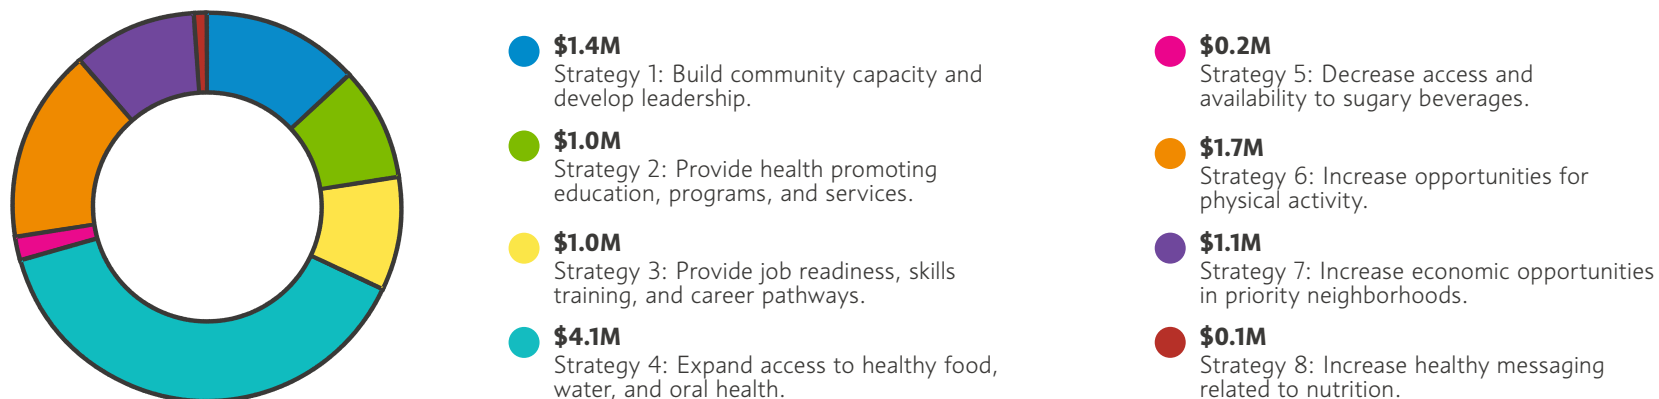 $1.4M
Strategy 1: Build community capacity and
develop leadership.
$1.0M
Strategy 2: Provide health promoting
education, programs, and services.
$1.0M
Strategy 3: Provide job readiness, skills
training, and career pathways.
$4.1M
Strategy 4: Expand access to healthy food,
water, and oral health.
$0.2M
Strategy 5: Decrease access and
availability to sugary beverages.
$1.7M
Strategy 6: Increase opportunities for
physical activity.
$1.1M
Strategy 7: Increase economic opportunities
in priority neighborhoods.
$0.1M
Strategy 8: Increase healthy messaging
related to nutrition.